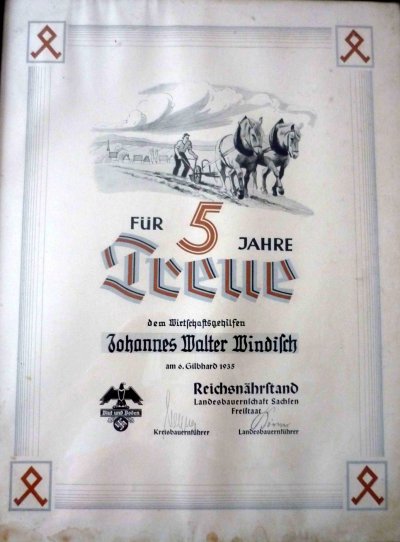 FÜR 5 JAHRE
Treue
dem Wirtschaftsgehilfen
Johannes Walter Windisch
am 6. Gilbhard 1935
Reichsnährstand
Landesbauernschaft Sachsen
Freistaat
Blut und Boden
Kreisbauernführer
Landesbauernführer